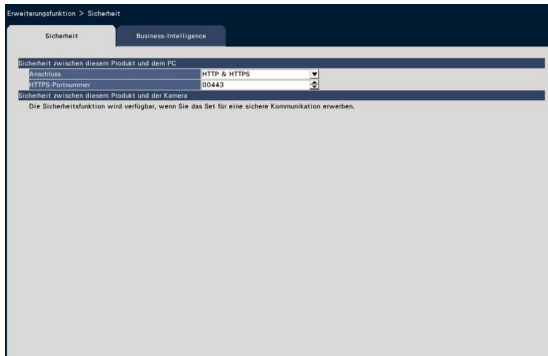 Erweiterungsfunktion > Sicherheit
Sicherheit Business-Intelligence
Sicherheit zwischen diesem Produkt und dem PC
Anschluss HTTP & HTTPS
HTTPS-Portnummer 00443
Sicherheit zwischen diesem Produkt und der Kamera
Die Sicherheitsfunktion wird verfügbar, wenn Sie das Set für eine sichere Kommunikation erwerben.